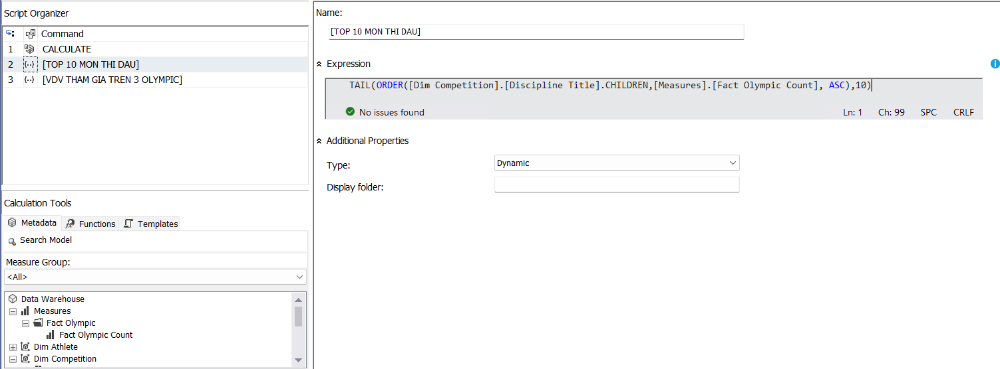 Script Organizer
Command
1 CALCULATE
2 [TOP 10 MON THI DAU]
3 [VDV THAM GIA TREN 3 OLYMPIC]
Calculation Tools
Metadata Functions Templates
Search Model
Measure Group:
<All>
Data Warehouse
Measures
Fact Olympic
Fact Olympic Count
Dim Athlete
Dim Competition
Name:
[TOP 10 MON THI DAU]
Expression
TAIL(ORDER([Dim Competition].[Discipline Title].CHILDREN,[Measures].[Fact Olympic Count], ASC),10)
No issues found Ln: 1 Ch: 99 SPC CRLF
Additional Properties
Type: Dynamic
Display folder: